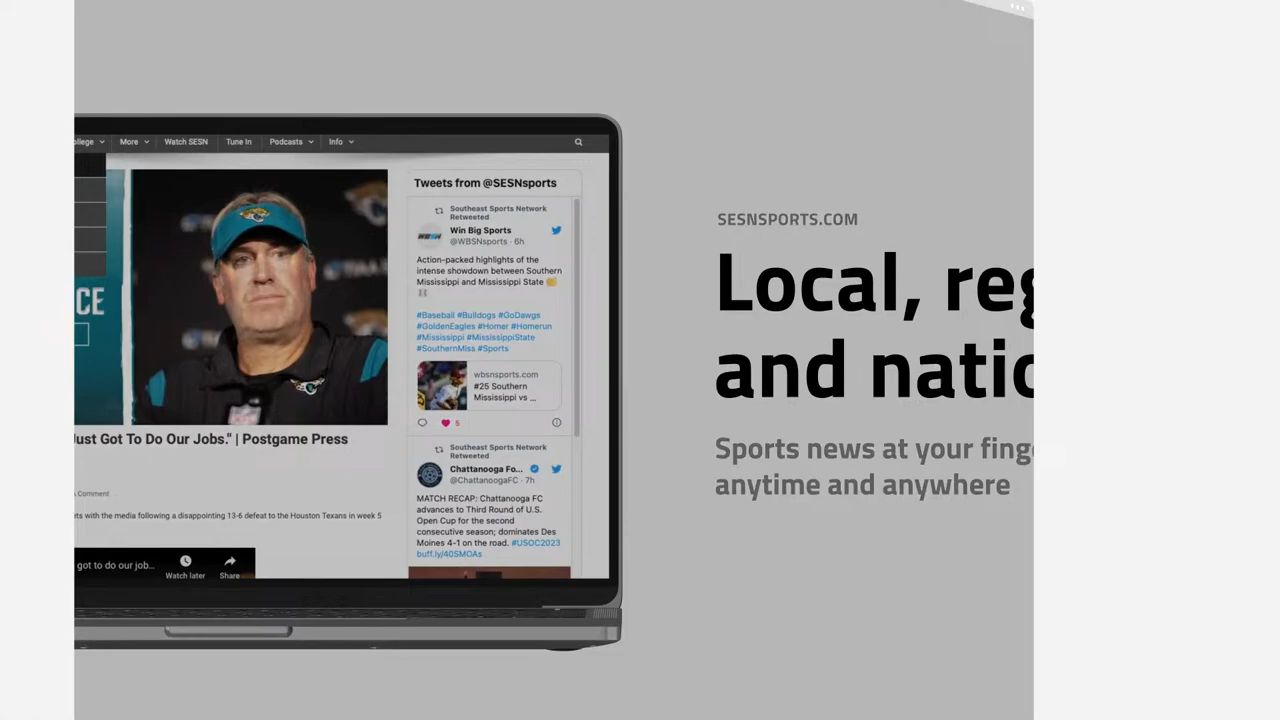 ollege
More
Watch SESN
Tune In
Podcasts
Info
Tweets from @SESNsports
Southeast Sports Network
Retweeted
Win Big Sports
@WBSNsports · 6h
Action-packed highlights of the
intense showdown between Southern
Mississippi and Mississippi State
#Baseball #Bulldogs #GoDawgs
#GoldenEagles #Homer #Homerun
#Mississippi #MississippiState
#SouthernMiss #Sports
wbsnsports.com
#25 Southern
Mississippi vs ...
5
Southeast Sports Network
Retweeted
Chattanooga Fo...
@ChattanoogaFC · 7h
MATCH RECAP: Chattanooga FC
advances to Third Round of U.S.
Open Cup for the second
consecutive season; dominates Des
Moines 4-1 on the road. #USOC2023
buff.ly/40SMOAs
CE
ust Got To Do Our Jobs." | Postgame Press
A Comment
ets with the media following a disappointing 13-6 defeat to the Houston Texans in week 5
got to do our job...
Watch later
Share
SESNSPORTS.COM
Local, reg
and natio
Sports news at your finge
anytime and anywhere